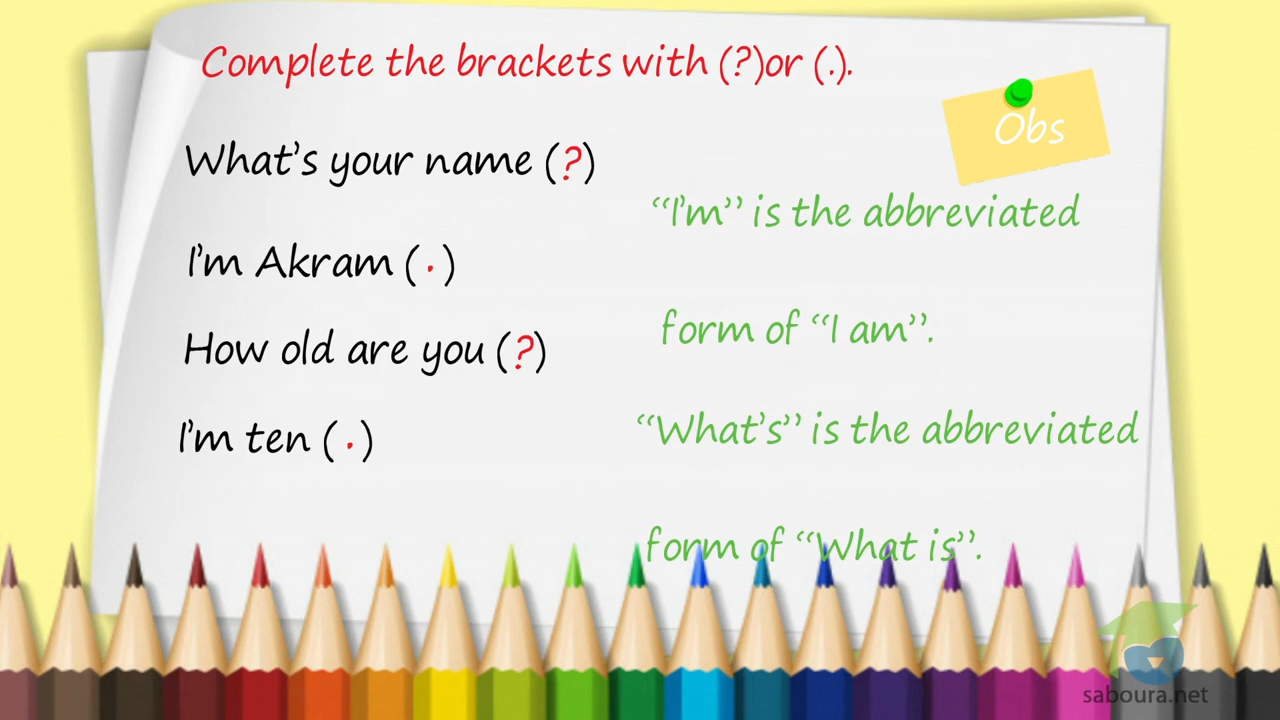 Complete the brackets with (?)or (.).
What's your name (?)
I'm Akram (.)
How old are you (?)
I'm ten (.)
Obs
“I'm” is the abbreviated
form of “I am”.
“What's” is the abbreviated
form of “What is”.
saboura.net